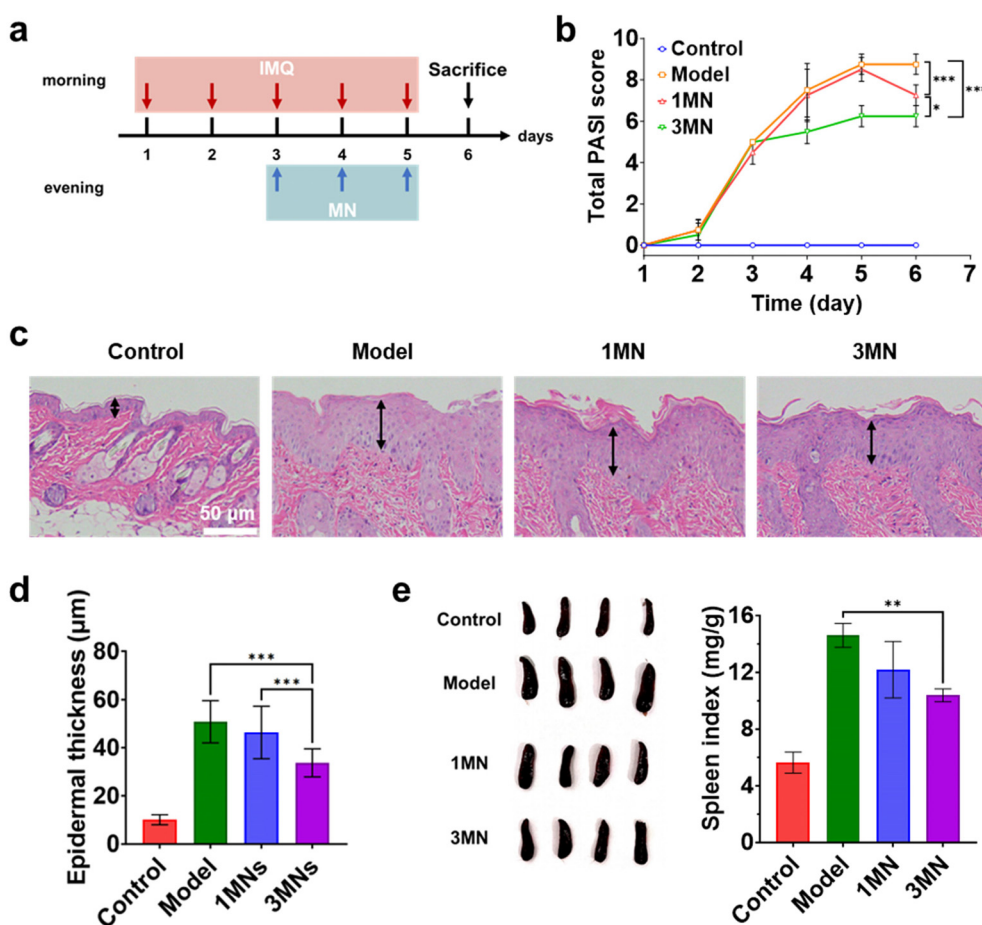 a
morning
IMQ
Sacrifice
days
1 2 3 4 5 6
evening
MN
b
Total PASI score
10
8
6
4
2
0
Control
Model
1MN
3MN
***
*
***
1 2 3 4 5 6 7
Time (day)
c
Control Model 1MN 3MN
50 µm
d
Epidermal thickness (µm)
80
60
40
20
0
***
***
Control Model 1MNs 3MNs
e
Control
Model
1MN
3MN
Spleen index (mg/g)
16
12
8
4
0
**
Control Model 1MN 3MN